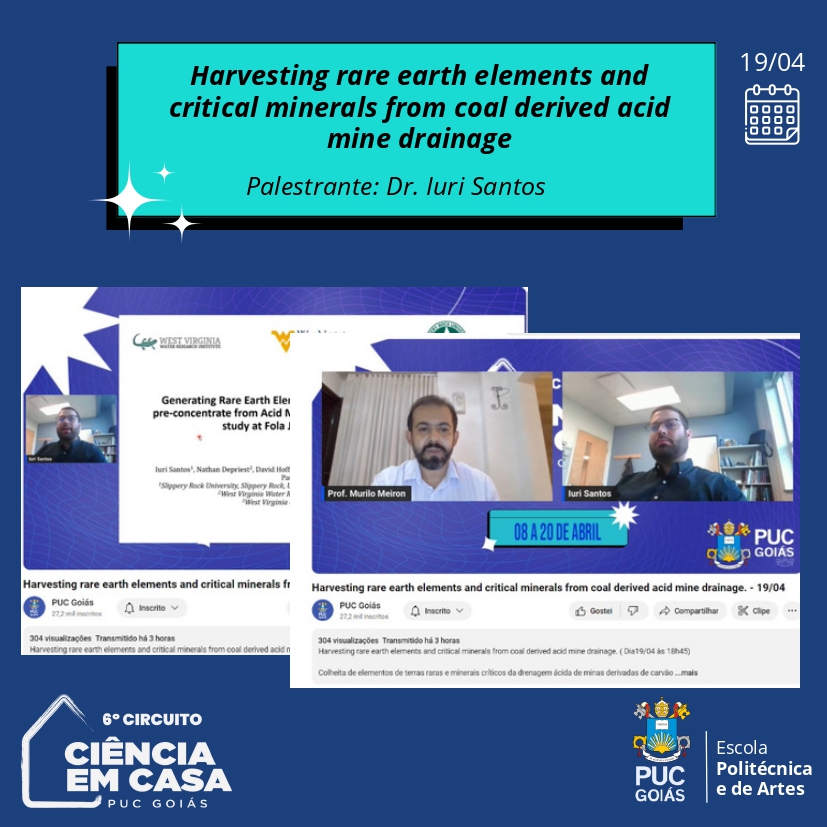 Harvesting rare earth elements and
critical minerals from coal derived acid
mine drainage
Palestrante: Dr. Iuri Santos
19/04
WEST VIRGINIA
WATER RESEARCH INSTITUTE
Generating Rare Earth Ele
pre-concentrate from Acid M
study at Fola J
Iuri Santos¹, Nathan Depriest², David Hoff
Pa
¹Slippery Rock University, Slippery Rock, U
²West Virginia Water R
³West Virginia
Iuri Santos
Harvesting rare earth elements and critical minerals fr
PUC Goiás
27,2 mil inscritos
Inscrito
304 visualizações Transmitido há 3 horas
Harvesting rare earth elements and critical minerals from coal derived acid m
Prof. Murilo Meiron
Iuri Santos
08 A 20 DE ABRIL
PUC
GOIÁS
Harvesting rare earth elements and critical minerals from coal derived acid mine drainage. - 19/04
PUC Goiás
27,2 mil inscritos
Inscrito
Gostei
Compartilhar
Clipe
304 visualizações Transmitido há 3 horas
Harvesting rare earth elements and critical minerals from coal derived acid mine drainage. ( Dia19/04 às 18h45)
Colheita de elementos de terras raras e minerais críticos da drenagem ácida de minas derivadas de carvão ...mais
6º CIRCUITO
CIÊNCIA
EM CASA
PUC GOIÁS
PUC
GOIÁS
Escola
Politécnica
e de Artes